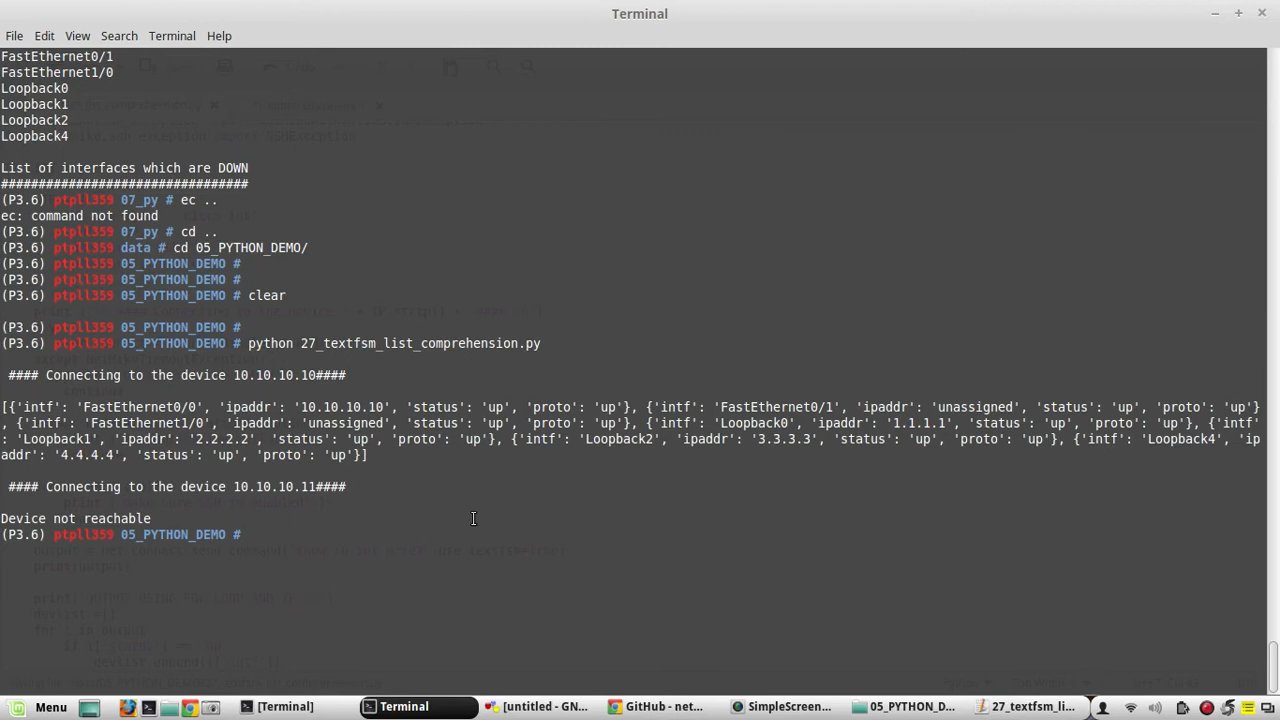 Terminal
File Edit View Search Terminal Help
FastEthernet0/1
FastEthernet1/0
Loopback0
Loopback1
Loopback2
Loopback4
List of interfaces which are DOWN
#################################
(P3.6) ptpll359 07_py # ec ..
ec: command not found
(P3.6) ptpll359 07_py # cd ..
(P3.6) ptpll359 data # cd 05_PYTHON_DEMO/
(P3.6) ptpll359 05_PYTHON_DEMO #
(P3.6) ptpll359 05_PYTHON_DEMO #
(P3.6) ptpll359 05_PYTHON_DEMO # clear
(P3.6) ptpll359 05_PYTHON_DEMO #
(P3.6) ptpll359 05_PYTHON_DEMO # python 27_textfsm_list_comprehension.py
#### Connecting to the device 10.10.10.10####
[{'intf': 'FastEthernet0/0', 'ipaddr': '10.10.10.10', 'status': 'up', 'proto': 'up'}, {'intf': 'FastEthernet0/1', 'ipaddr': 'unassigned', 'status': 'up', 'proto': 'up'}
, {'intf': 'FastEthernet1/0', 'ipaddr': 'unassigned', 'status': 'up', 'proto': 'up'}, {'intf': 'Loopback0', 'ipaddr': '1.1.1.1', 'status': 'up', 'proto': 'up'}, {'intf'
: 'Loopback1', 'ipaddr': '2.2.2.2', 'status': 'up', 'proto': 'up'}, {'intf': 'Loopback2', 'ipaddr': '3.3.3.3', 'status': 'up', 'proto': 'up'}, {'intf': 'Loopback4', 'ip
addr': '4.4.4.4', 'status': 'up', 'proto': 'up'}]
#### Connecting to the device 10.10.10.11####
Device not reachable
(P3.6) ptpll359 05_PYTHON_DEMO #
print(output)
Menu [Terminal] Terminal [untitled - GN... GitHub - net... SimpleScreen... 05_PYTHON_D... 27_textfsm_li...